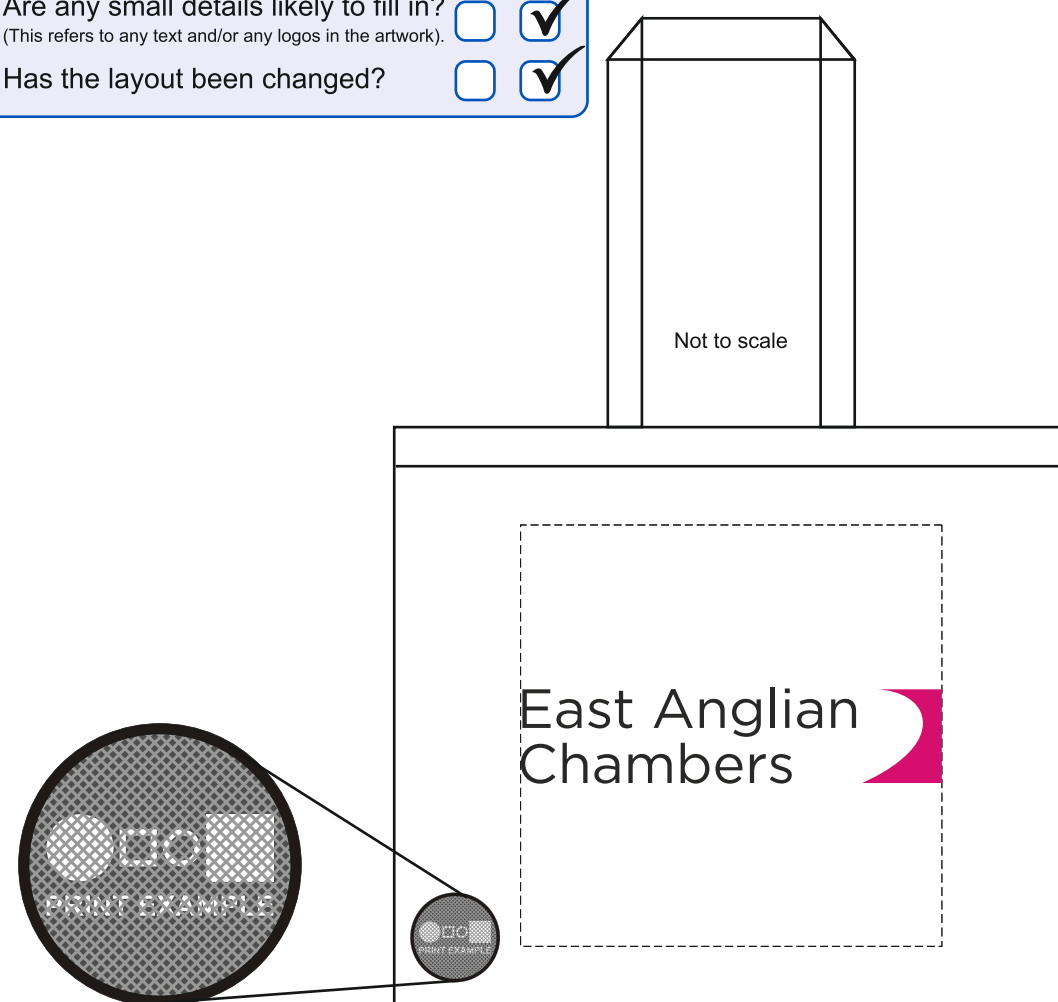 Are any small details likely to fill in?
(This refers to any text and/or any logos in the artwork).
Has the layout been changed?
Not to scale
East Anglian
Chambers
PRINT EXAMPLE
PRINT EXAMPLE